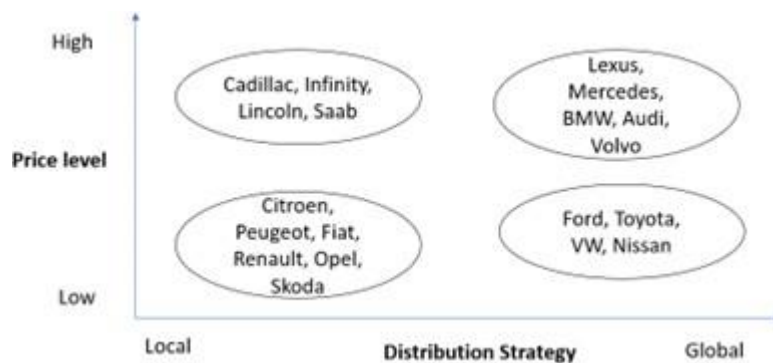 High
Cadillac, Infinity,
Lincoln, Saab
Lexus,
Mercedes,
BMW, Audi,
Volvo
Price level
Citroen,
Peugeot, Fiat,
Renault, Opel,
Skoda
Ford, Toyota,
VW, Nissan
Low
Local
Distribution Strategy
Global